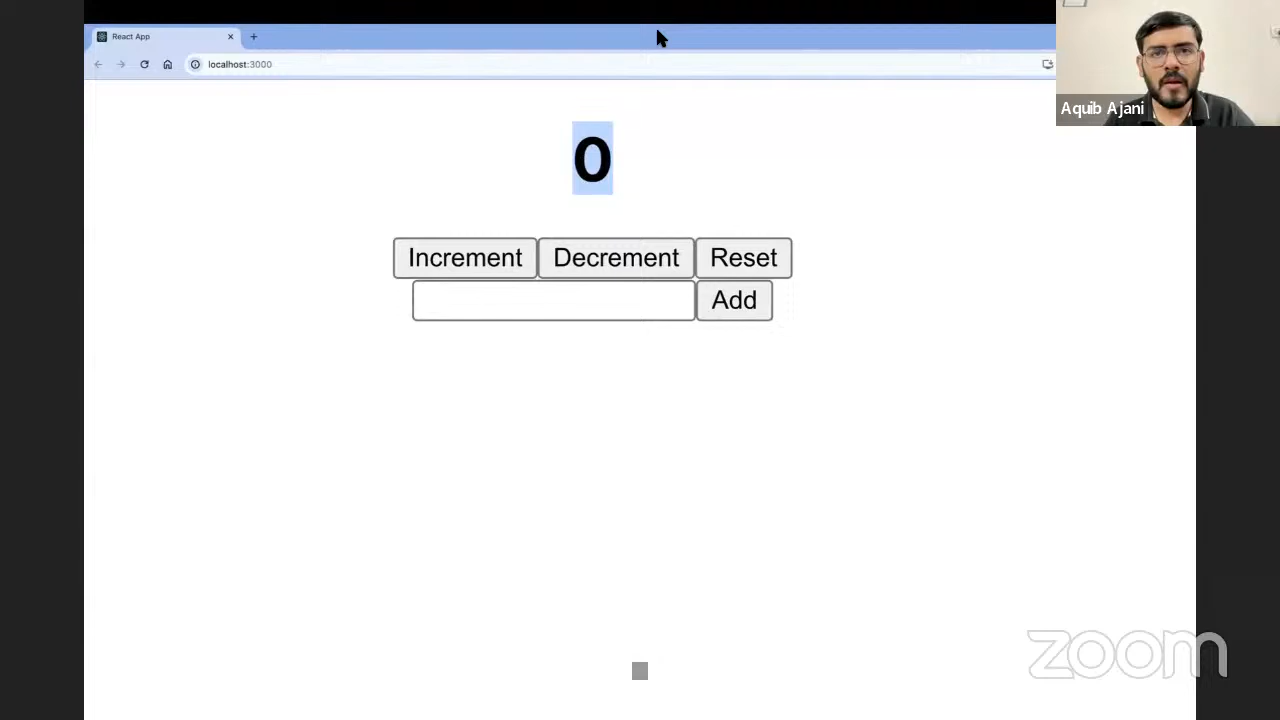 React App
localhost:3000
Aquib Ajani
0
Increment Decrement Reset
Add
zoom